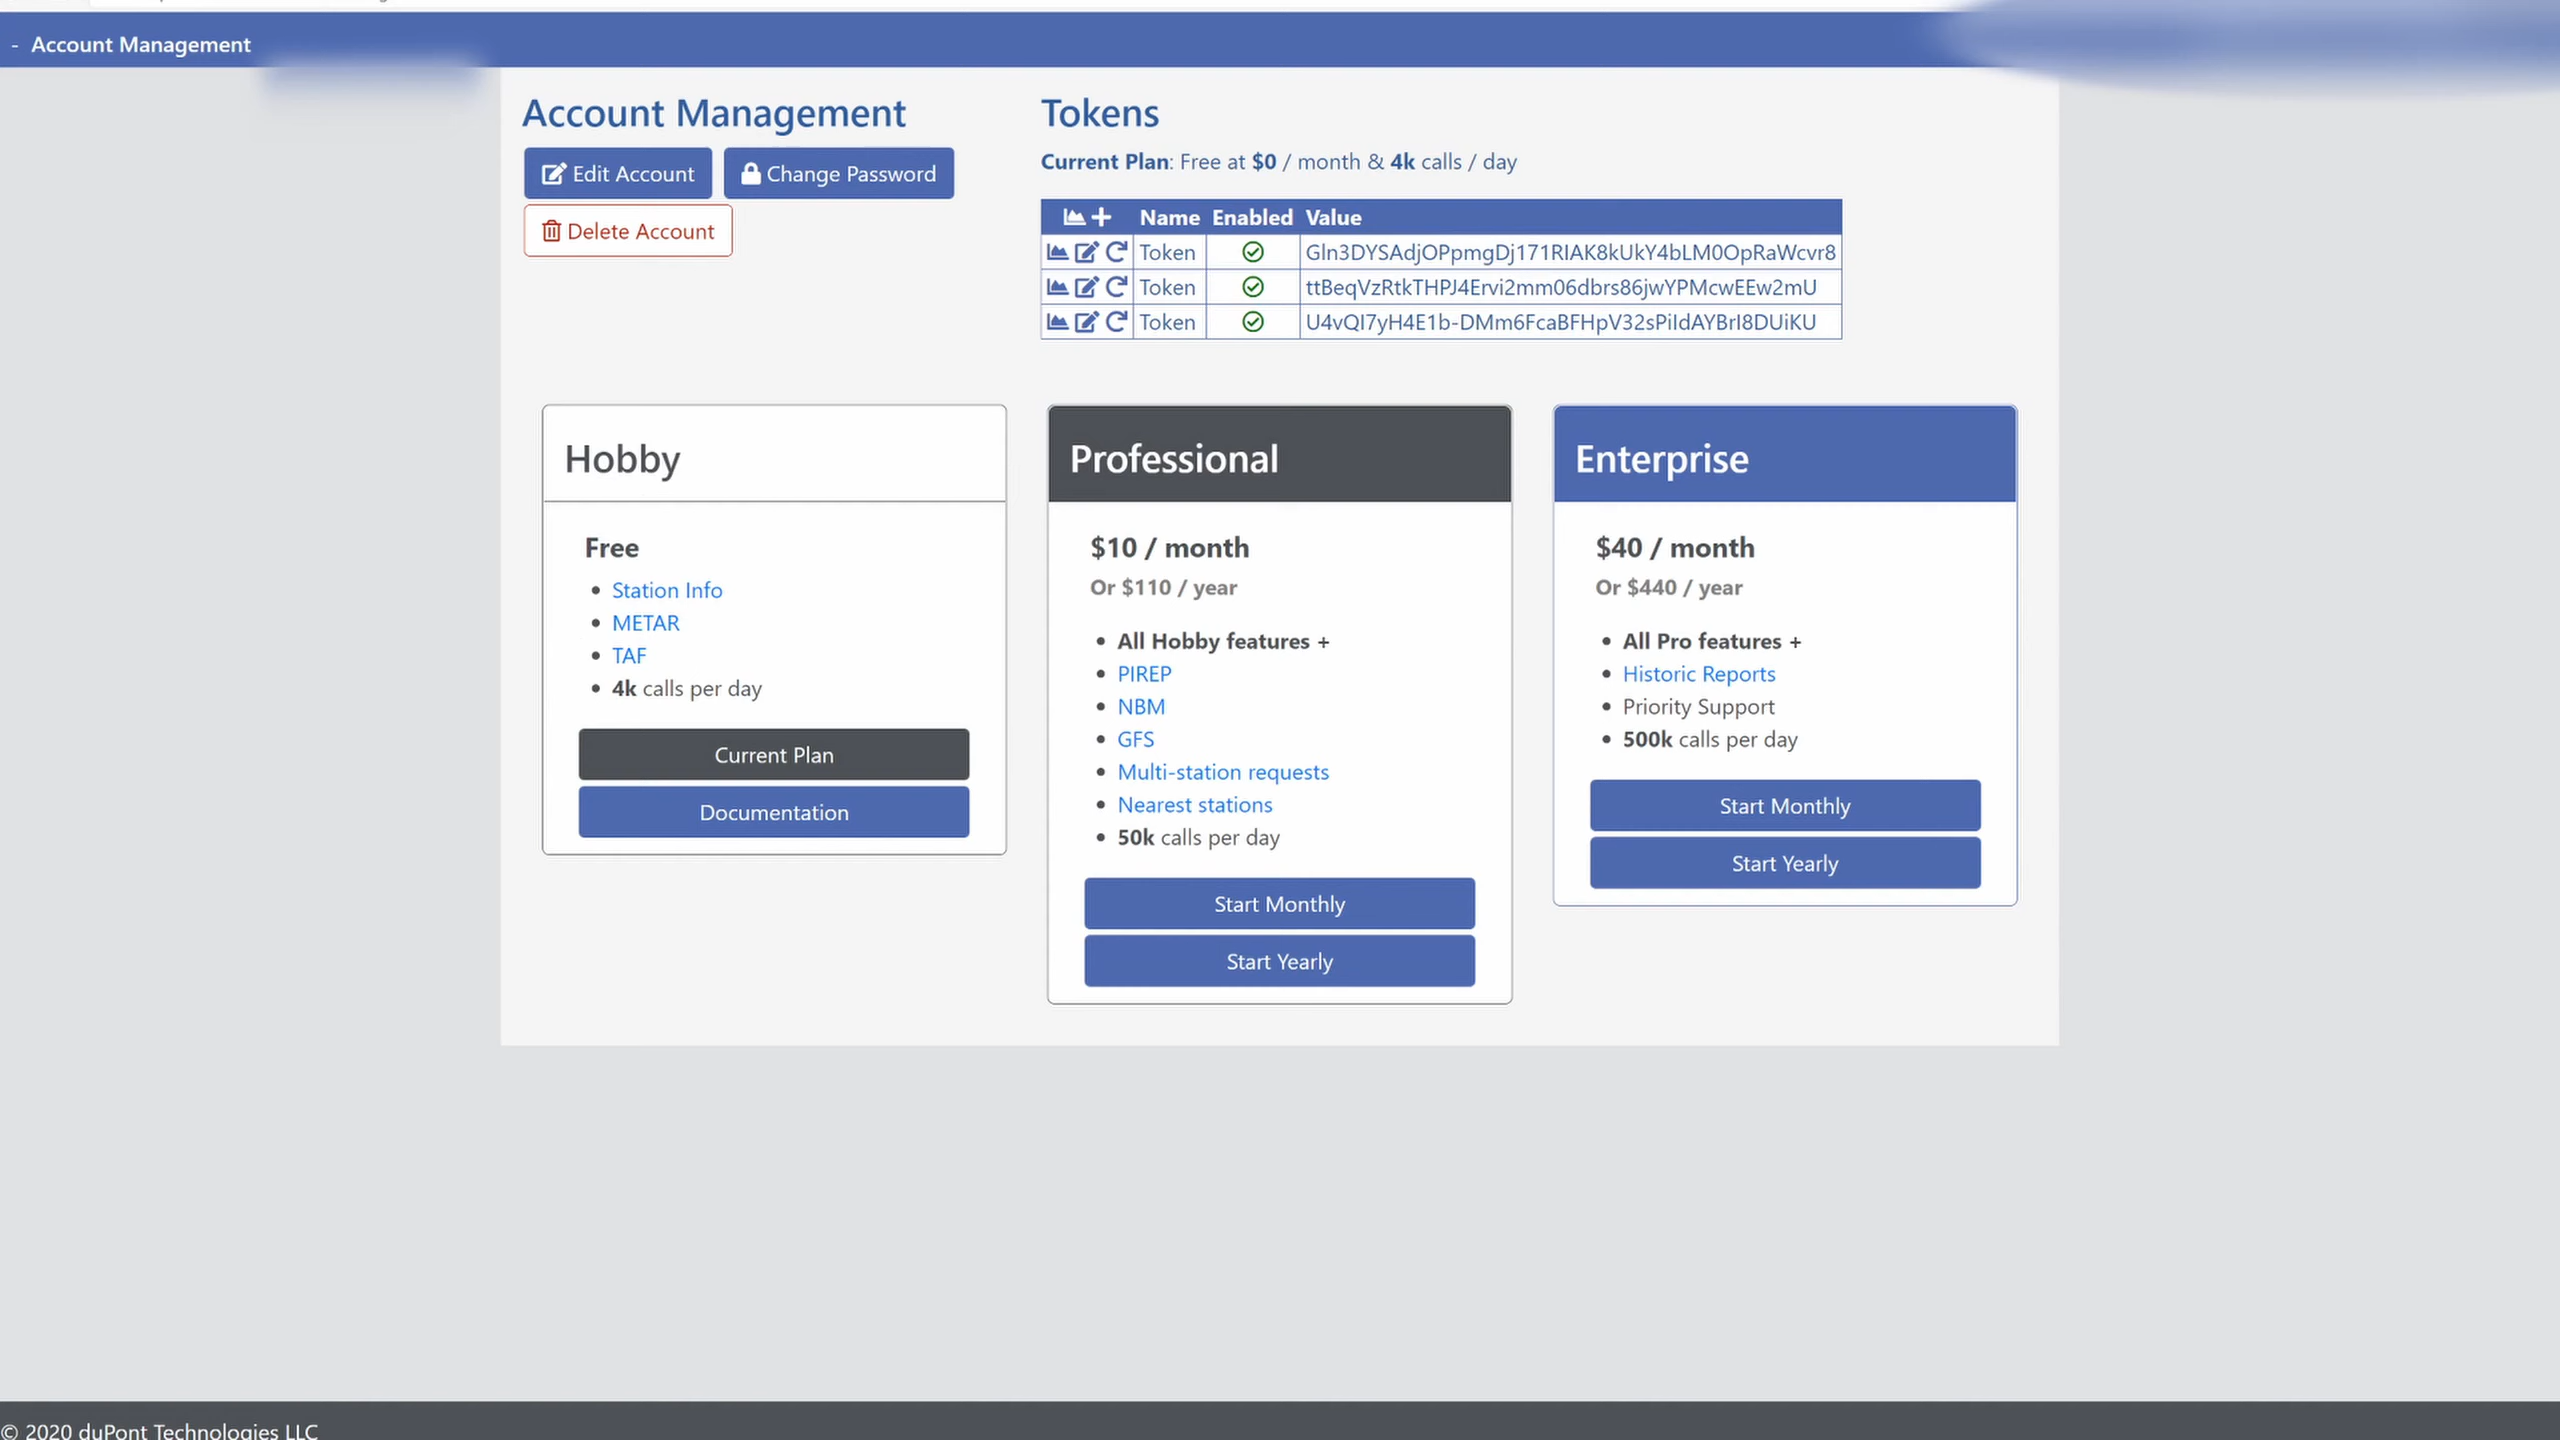 - Account Management
Account Management
Edit Account
Change Password
Delete Account
Tokens
Current Plan: Free at $0 / month & 4k calls / day
Name Enabled Value
Token Gln3DYSAdjOPpmgDj171RIAK8kUkY4bLM0OpRaWcvr8
Token ttBeqVzRtkTHPJ4Ervi2mm06dbrs86jwYPMcwEEw2mU
Token U4vQI7yH4E1b-DMm6FcaBFHpV32sPiIdAYBrI8DUiKU
Hobby
Free
Station Info
METAR
TAF
4k calls per day
Current Plan
Documentation
Professional
$10 / month
Or $110 / year
All Hobby features +
PIREP
NBM
GFS
Multi-station requests
Nearest stations
50k calls per day
Start Monthly
Start Yearly
Enterprise
$40 / month
Or $440 / year
All Pro features +
Historic Reports
Priority Support
500k calls per day
Start Monthly
Start Yearly
© 2020 duPont Technologies LLC